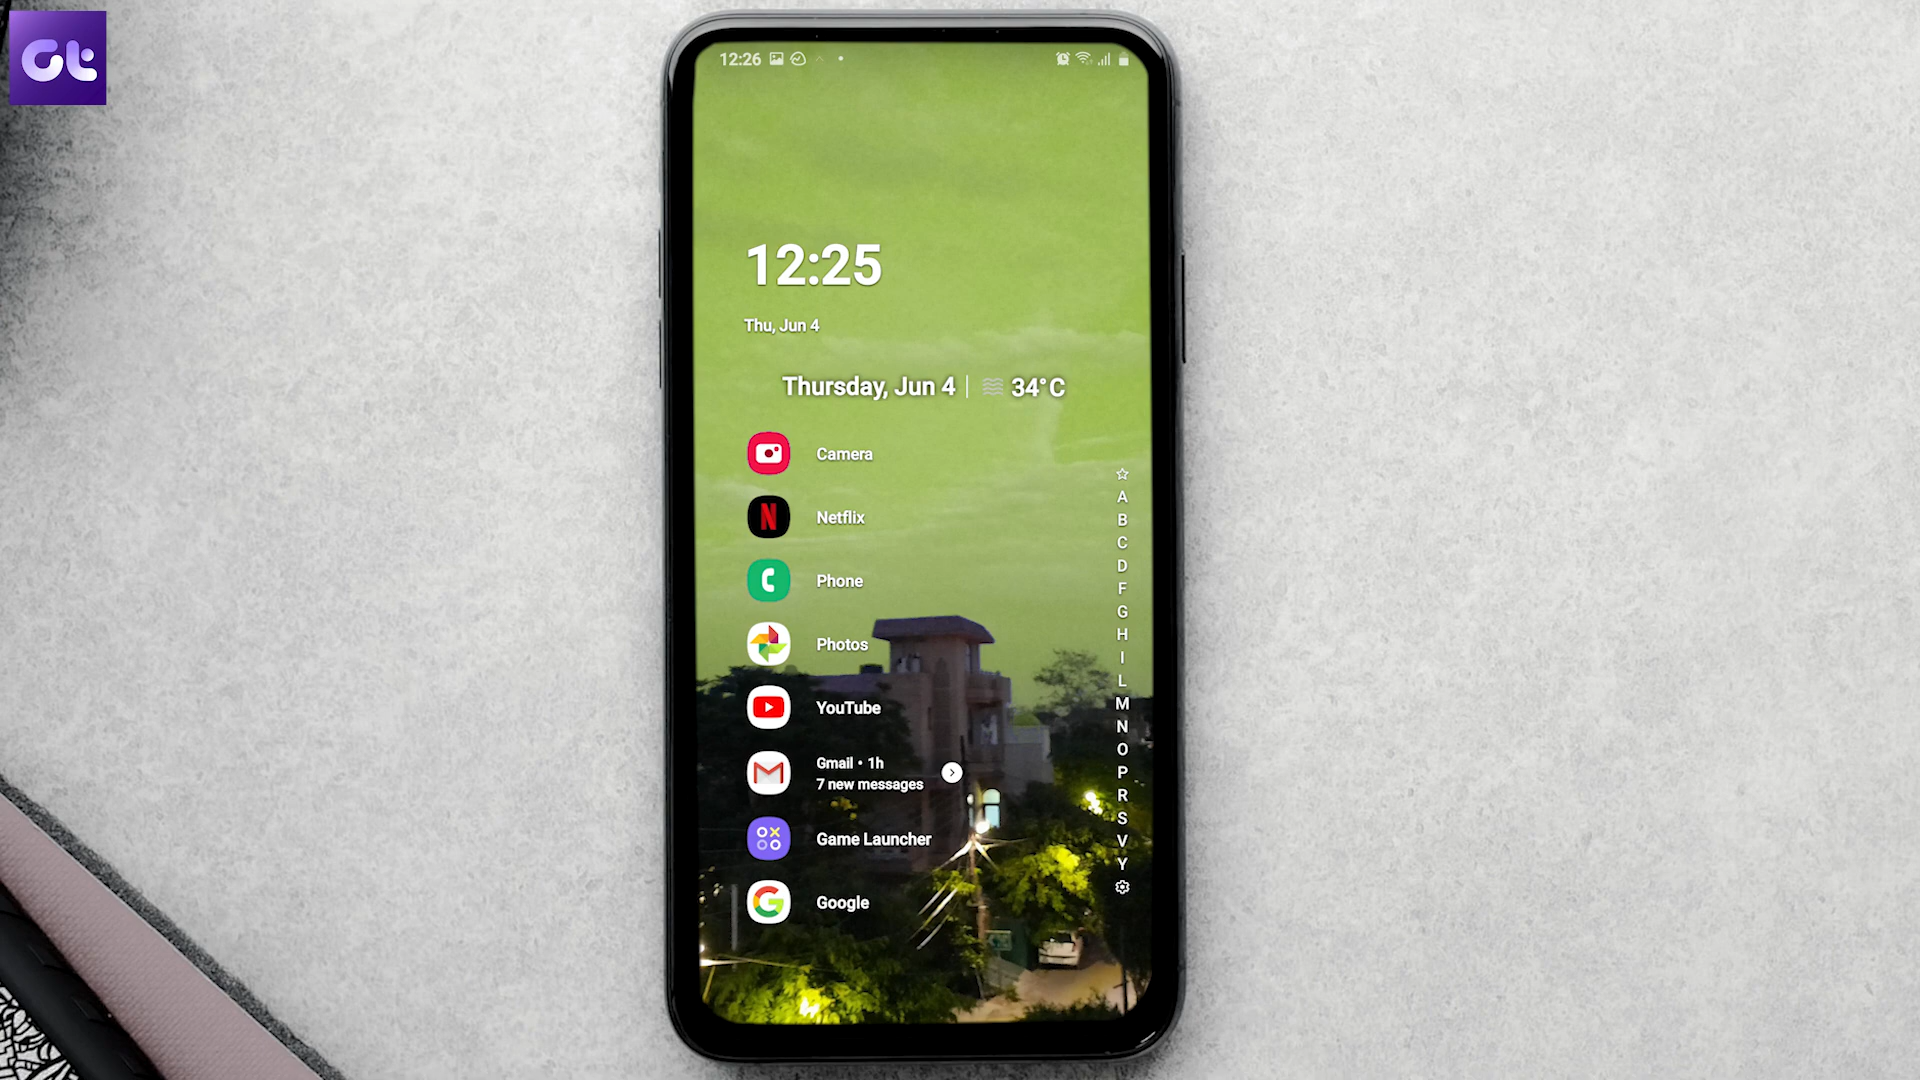 Gt
12:26
12:25
Thu, Jun 4
Thursday, Jun 4 | 34°C
Camera
Netflix
Phone
Photos
YouTube
Gmail • 1h
7 new messages
Game Launcher
Google
A
B
C
D
F
G
H
I
L
M
N
O
P
R
S
V
Y